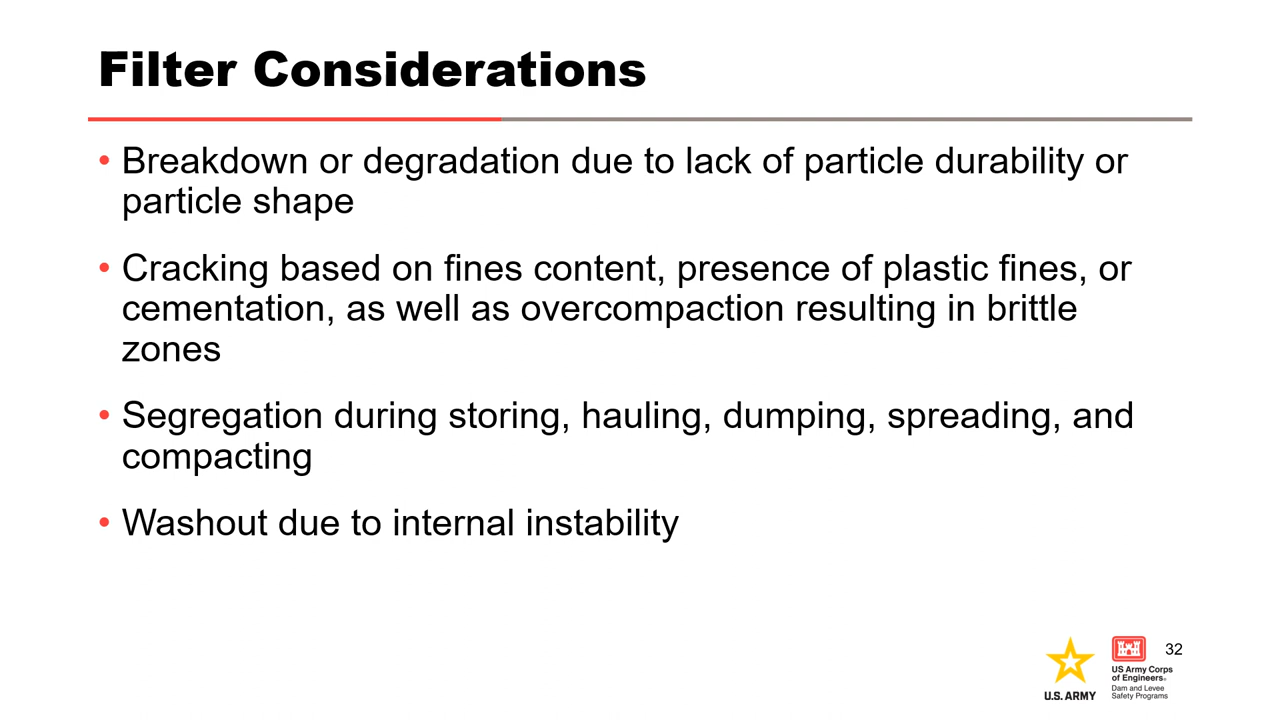 Filter Considerations
• Breakdown or degradation due to lack of particle durability or
particle shape
• Cracking based on fines content, presence of plastic fines, or
cementation, as well as overcompaction resulting in brittle
zones
• Segregation during storing, hauling, dumping, spreading, and
compacting
• Washout due to internal instability
32
U.S. ARMY
US Army Corps
of Engineers®
Dam and Levee
Safety Programs